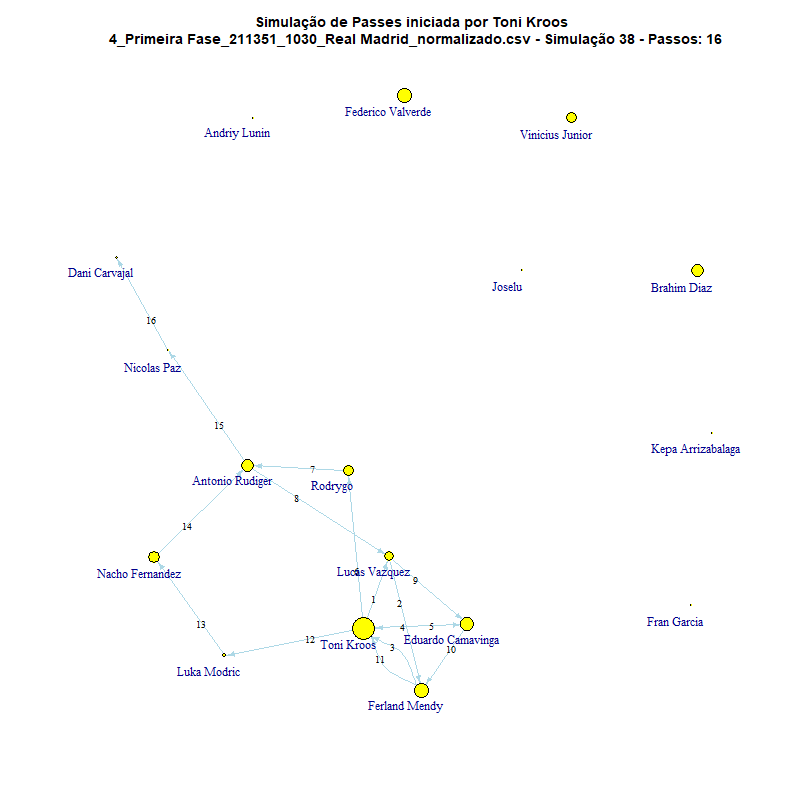 Simulação de Passes iniciada por Toni Kroos
4_Primeira Fase_211351_1030_Real Madrid_normalizado.csv - Simulação 38 - Passos: 16
Federico Valverde
Andriy Lunin
Vinicius Junior
Dani Carvajal
Joselu
Brahim Diaz
16
Nicolas Paz
15
Kepa Arrizabalaga
7
Antonio Rudiger
Rodrygo
8
14
Nacho Fernandez
Lucas Vazquez
6
9
1
2
13
12
4
5
Fran Garcia
Toni Kroos
Eduardo Camavinga
3
10
11
Luka Modric
Ferland Mendy